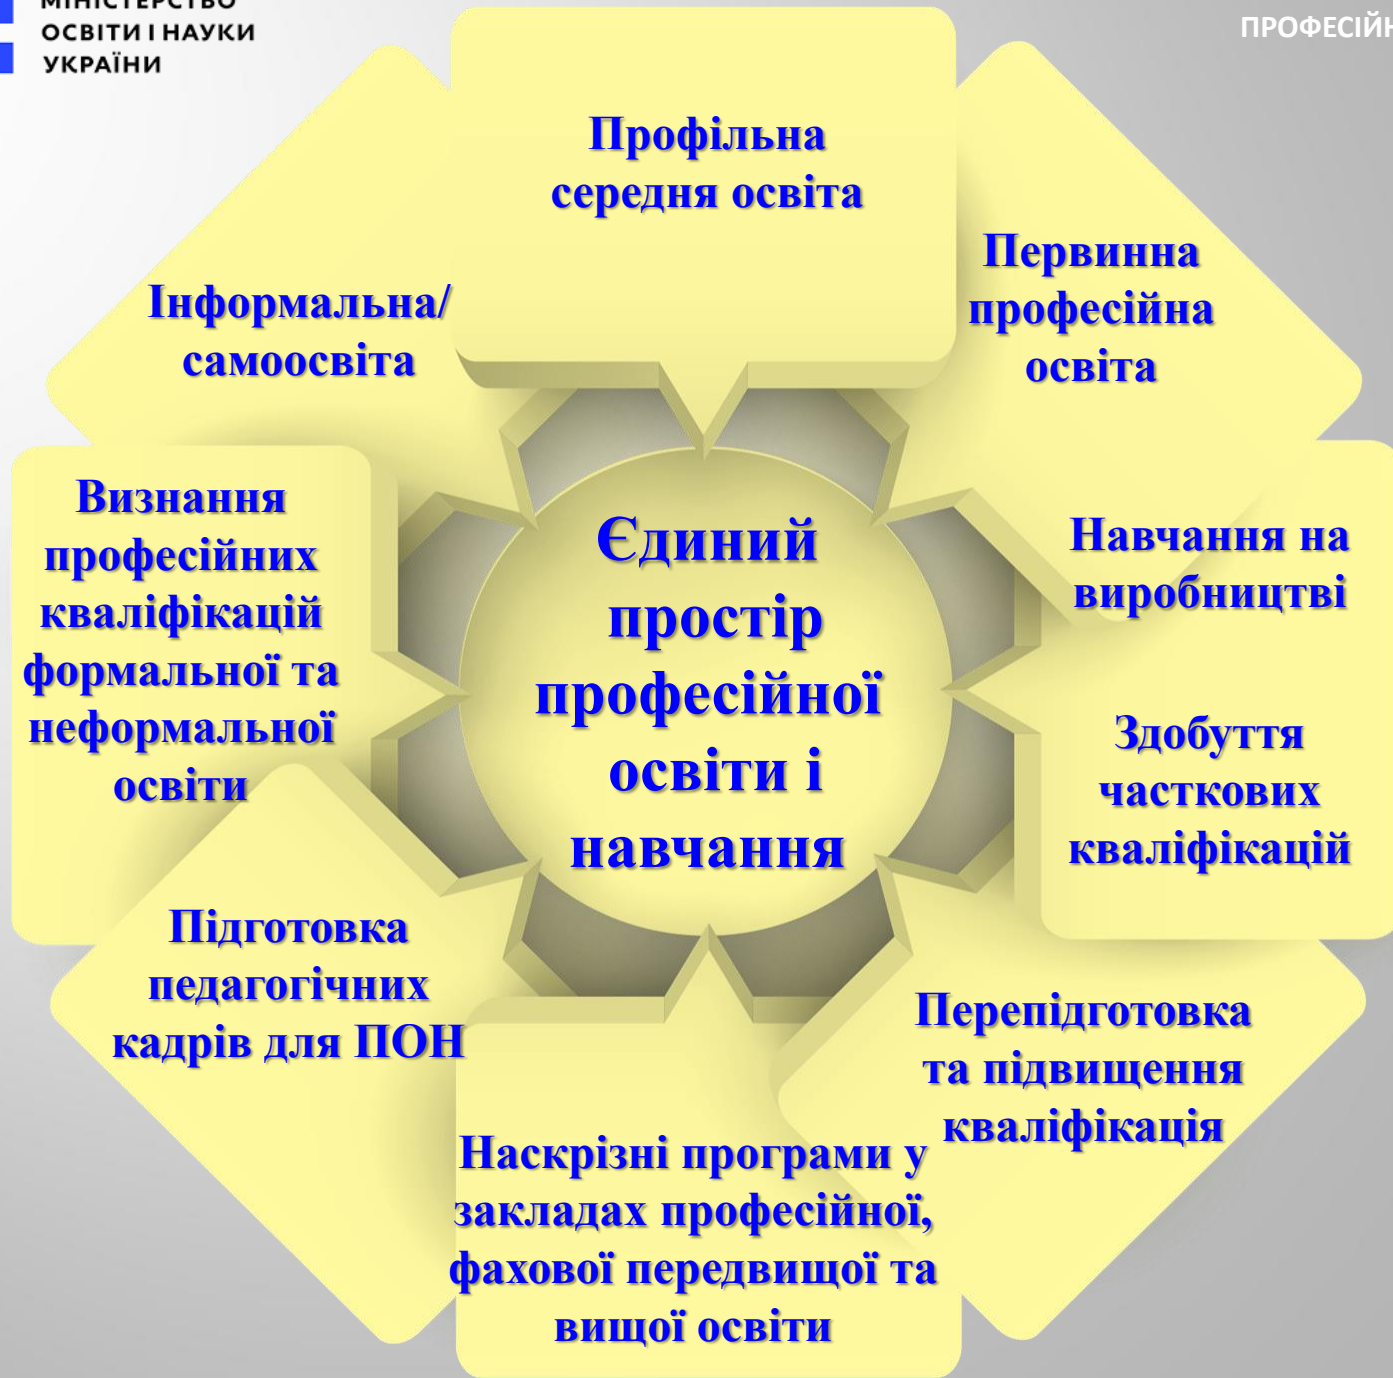 МІНІСТЕРСТВО
ОСВІТИ І НАУКИ
УКРАЇНИ
Профільна
середня освіта
Первинна
професійна
освіта
Навчання на
виробництві
Здобуття
часткових
кваліфікацій
Перепідготовка
та підвищення
кваліфікація
Наскрізні програми у
закладах професійної,
фахової передвищої та
вищої освіти
Підготовка
педагогічних
кадрів для ПОН
Визнання
професійних
кваліфікацій
формальної та
неформальної
освіти
Інформальна/
самоосвіта
Єдиний
простір
професійної
освіти і
навчання